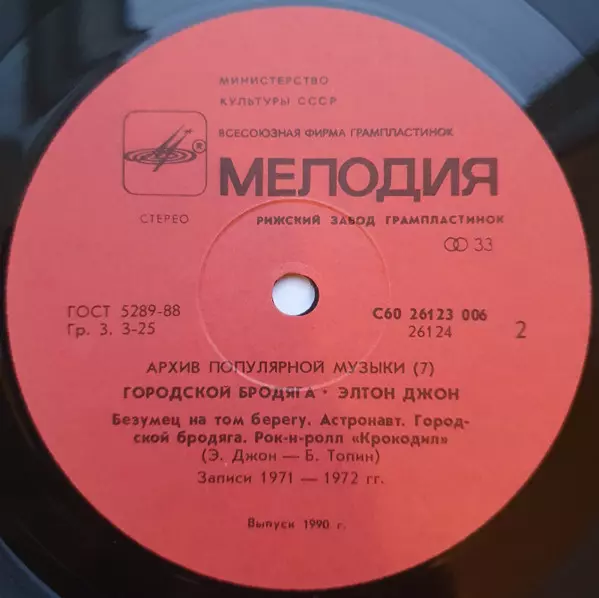 МИНИСТЕРСТВО
КУЛЬТУРЫ СССР
ВСЕСОЮЗНАЯ ФИРМА ГРАМПЛАСТИНОК
®
МЕЛОДИЯ
СТЕРЕО
РИЖСКИЙ ЗАВОД ГРАМПЛАСТИНОК
33
ГОСТ 5289-88
Гр. 3. 3-25
С60 26123 006
26124
2
АРХИВ ПОПУЛЯРНОЙ МУЗЫКИ (7)
ГОРОДСКОЙ БРОДЯГА · ЭЛТОН ДЖОН
Безумец на том берегу. Астронавт. Город-
ской бродяга. Рок-н-ролл «Крокодил»
(Э. Джон — Б. Топин)
Записи 1971 — 1972 гг.
Выпуск 1990 г.